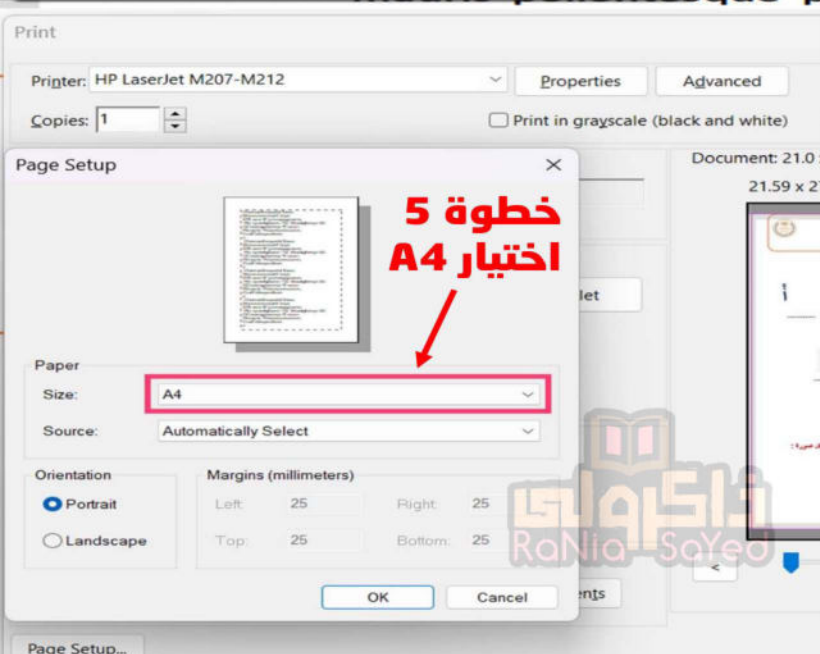 Print
Printer: HP LaserJet M207-M212
Properties
Advanced
Copies: 1
Print in grayscale (black and white)
Page Setup
Document: 21.0
21.59 x 2
خطوة 5
اختيار A4
let
أ
Paper
Size: A4
Source: Automatically Select
Orientation
Portrait
Landscape
Margins (millimeters)
Left: 25 Right: 25
Top: 25 Bottom: 25
ذاكرولي
RaNia SaYed
<
OK
Cancel
ents
Page Setup...